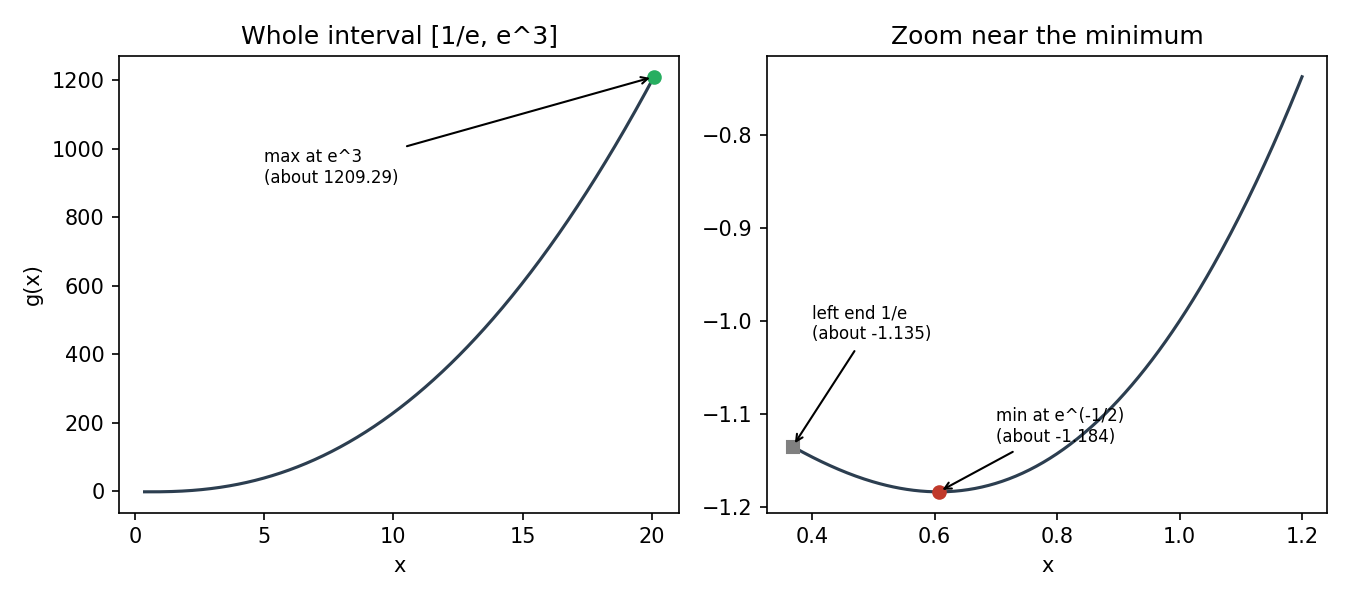 Whole interval [1/e, e^3]
g(x)
1200
1000
800
600
400
200
0
max at e^3
(about 1209.29)
0
5
10
15
20
x
Zoom near the minimum
−0.8
−0.9
−1.0
−1.1
−1.2
left end 1/e
(about -1.135)
min at e^(-1/2)
(about -1.184)
0.4
0.6
0.8
1.0
1.2
x